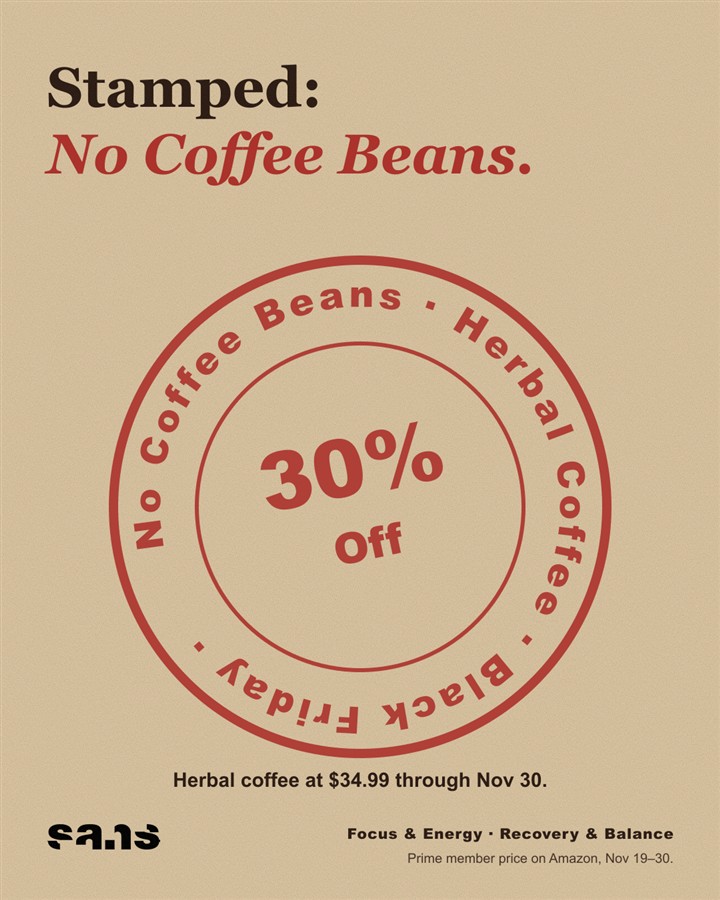 Stamped:
No Coffee Beans.
No Coffee Beans · Herbal Coffee · Black Friday ·
30%
Off
Herbal coffee at $34.99 through Nov 30.
sans
Focus & Energy · Recovery & Balance
Prime member price on Amazon, Nov 19–30.